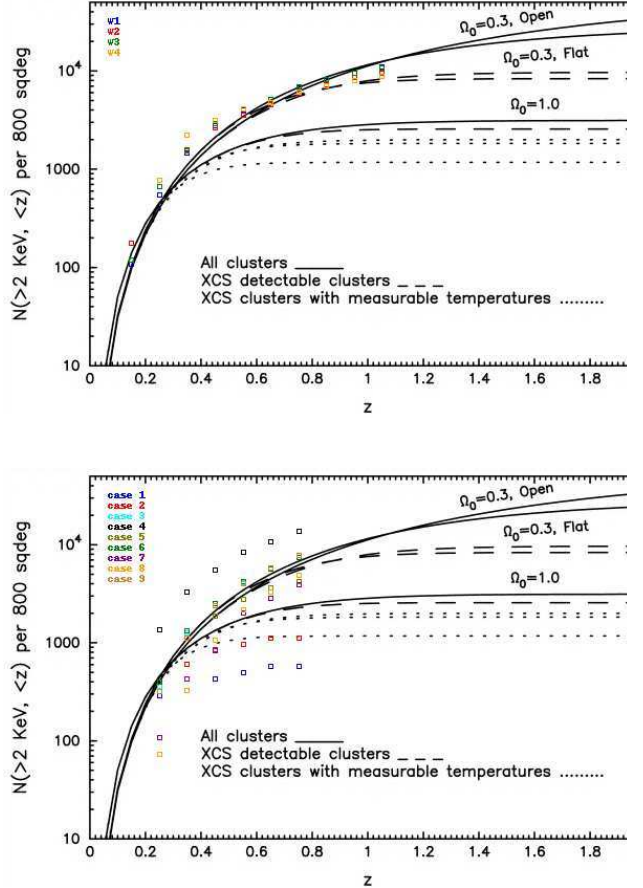 w1
w2
w3
w4
Ω₀=0.3, Open
Ω₀=0.3, Flat
Ω₀=1.0
N(>2 KeV, <z) per 800 sqdeg
10⁴
1000
100
10
All clusters
XCS detectable clusters
XCS clusters with measurable temperatures
0 0.2 0.4 0.6 0.8 1 1.2 1.4 1.6 1.8
z
case 1
case 2
case 3
case 4
case 5
case 6
case 7
case 8
case 9
Ω₀=0.3, Open
Ω₀=0.3, Flat
Ω₀=1.0
N(>2 KeV, <z) per 800 sqdeg
10⁴
1000
100
10
All clusters
XCS detectable clusters
XCS clusters with measurable temperatures
0 0.2 0.4 0.6 0.8 1 1.2 1.4 1.6 1.8
z